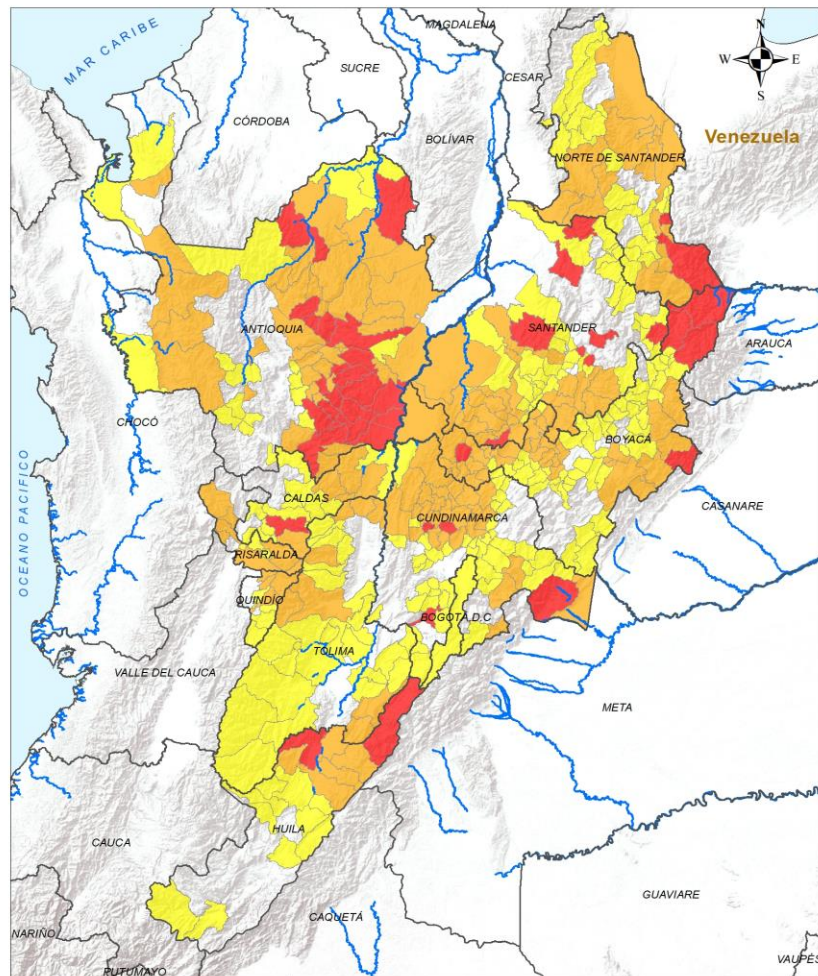 MAGDALENA
N
MAR CARIBE
SUCRE
CESAR
W
E
S
CÓRDOBA
BOLÍVAR
Venezuela
NORTE DE SANTANDER
ANTIOQUIA
SANTANDER
ARAUCA
CHOCÓ
BOYACÁ
CALDAS
CASANARE
CUNDINAMARCA
OCEANO PACIFICO
RISARALDA
QUINDÍO
BOGOTÁ, D.C
TOLIMA
VALLE DEL CAUCA
META
HUILA
CAUCA
GUAVIARE
CAQUETÁ
NARIÑO
PUTUMAYO
VAUPÉS